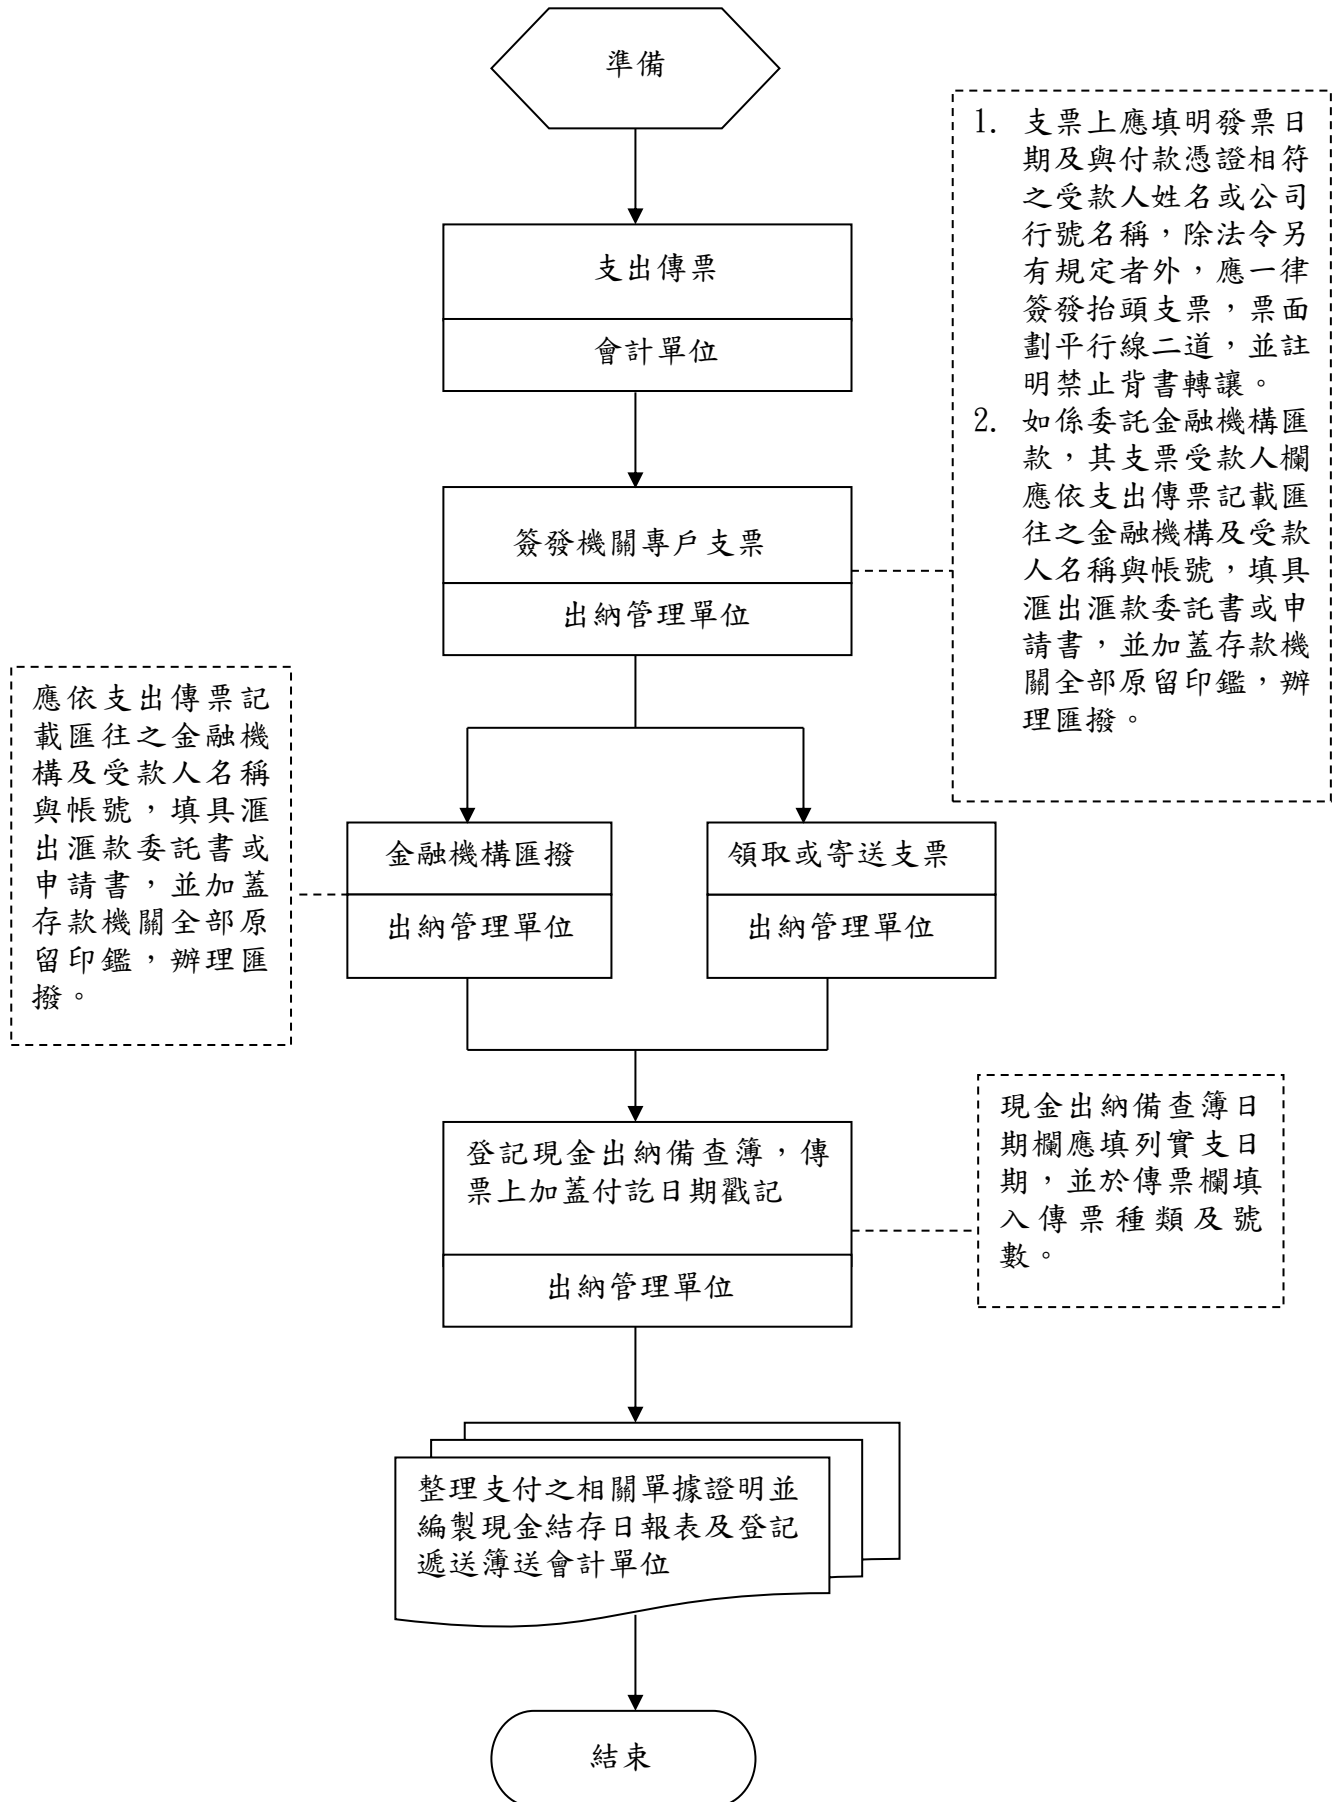 準備
1. 支票上應填明發票日
期及與付款憑證相符
之受款人姓名或公司
行號名稱，除法令另
有規定者外，應一律
簽發抬頭支票，票面
劃平行線二道，並註
明禁止背書轉讓。
2. 如係委託金融機構匯
款，其支票受款人欄
應依支出傳票記載匯
往之金融機構及受款
人名稱與帳號，填具
滙出滙款委託書或申
請書，並加蓋存款機
關全部原留印鑑，辦
理匯撥。
支出傳票
會計單位
簽發機關專戶支票
出納管理單位
應依支出傳票記
載匯往之金融機
構及受款人名稱
與帳號，填具滙
出滙款委託書或
申請書，並加蓋
存款機關全部原
留印鑑，辦理匯
撥。
金融機構匯撥
出納管理單位
領取或寄送支票
出納管理單位
現金出納備查簿日
期欄應填列實支日
期，並於傳票欄填
入傳票種類及號
數。
登記現金出納備查簿，傳
票上加蓋付訖日期戳記
出納管理單位
整理支付之相關單據證明並
編製現金結存日報表及登記
遞送簿送會計單位
結束